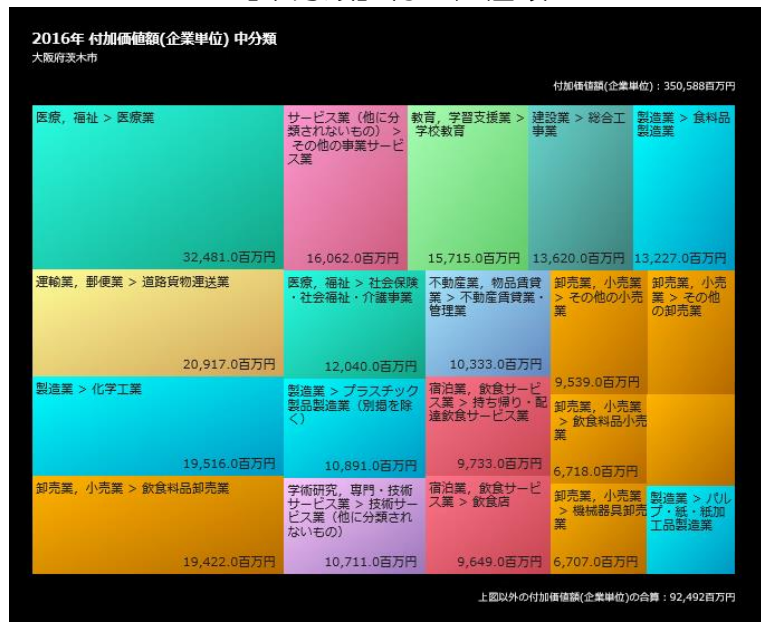 2016年 付加価値額(企業単位) 中分類
大阪府茨木市
付加価値額(企業単位)：350,588百万円
医療，福祉 > 医療業
32,481.0百万円
サービス業（他に分
類されないもの） >
その他の事業サービ
ス業
16,062.0百万円
教育，学習支援業 >
学校教育
15,715.0百万円
建設業 > 総合工
事業
13,620.0百万円
製造業 > 食料品
製造業
13,227.0百万円
運輸業，郵便業 > 道路貨物運送業
20,917.0百万円
医療，福祉 > 社会保険
・社会福祉・介護事業
12,040.0百万円
不動産業，物品賃貸
業 > 不動産賃貸業・
管理業
10,333.0百万円
卸売業，小売業
> その他の小売
業
9,539.0百万円
卸売業，小売
業 > その他
の卸売業
製造業 > 化学工業
19,516.0百万円
製造業 > プラスチック
製品製造業（別掲を除
く）
10,891.0百万円
宿泊業，飲食サービ
ス業 > 持ち帰り・配
達飲食サービス業
9,733.0百万円
卸売業，小売業
> 飲食料品小売
業
6,718.0百万円
卸売業，小売業 > 飲食料品卸売業
19,422.0百万円
学術研究，専門・技術
サービス業 > 技術サー
ビス業（他に分類され
ないもの）
10,711.0百万円
宿泊業，飲食サービ
ス業 > 飲食店
9,649.0百万円
卸売業，小売業
> 機械器具卸売
業
6,707.0百万円
製造業 > パル
プ・紙・紙加
工品製造業
上図以外の付加価値額(企業単位)の合算：92,492百万円